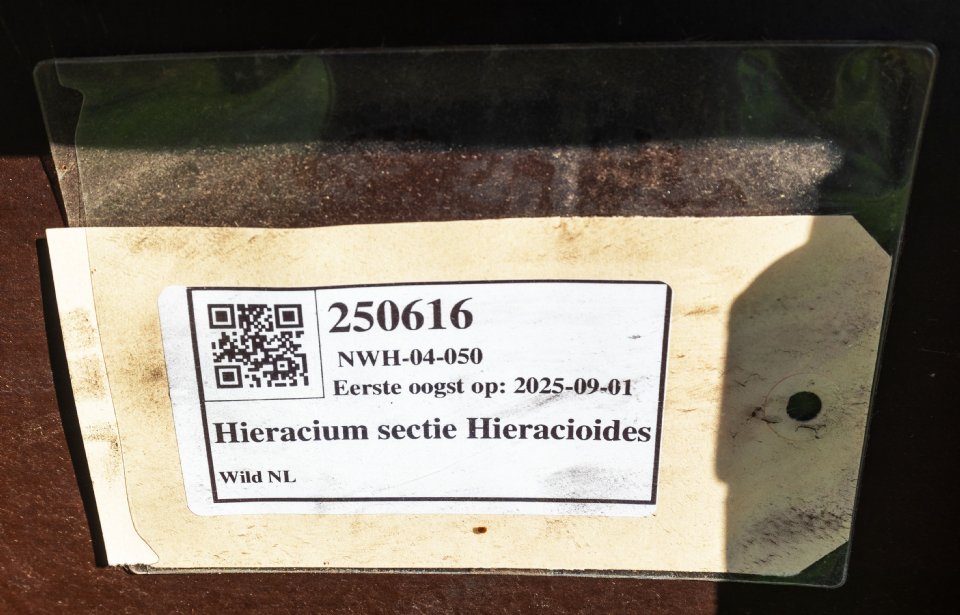 250616
NWH-04-050
Eerste oogst op: 2025-09-01
Hieracium sectie Hieracioides
Wild NL